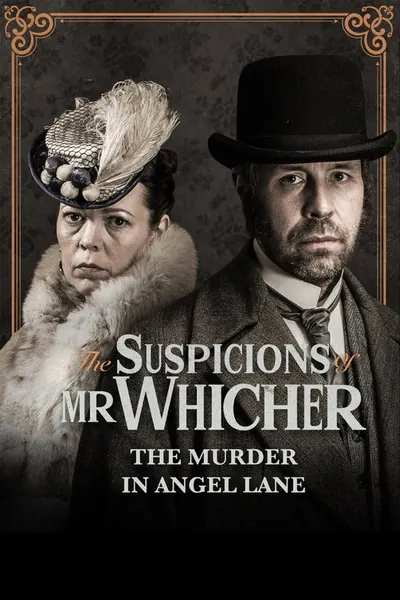 The SUSPICIONS of
MR WHICHER
THE MURDER
IN ANGEL LANE